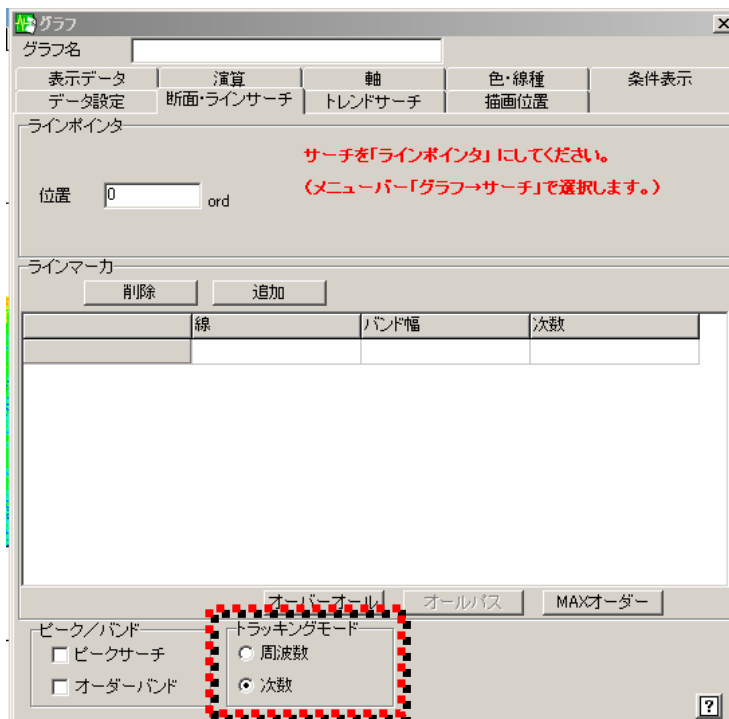 グラフ
グラフ名
表示データ 演算 軸 色・線種 条件表示
データ設定 断面・ラインサーチ トレンドサーチ 描画位置
ラインポインタ
サーチを「ラインポインタ」にしてください。
位置 0 ord (メニューバー「グラフ→サーチ」で選択します。)
ラインマーカ
削除 追加
線 バンド幅 次数
オーバーオール オールパス MAXオーダー
ピーク/バンド トラッキングモード
ピークサーチ 周波数
オーダーバンド 次数
?